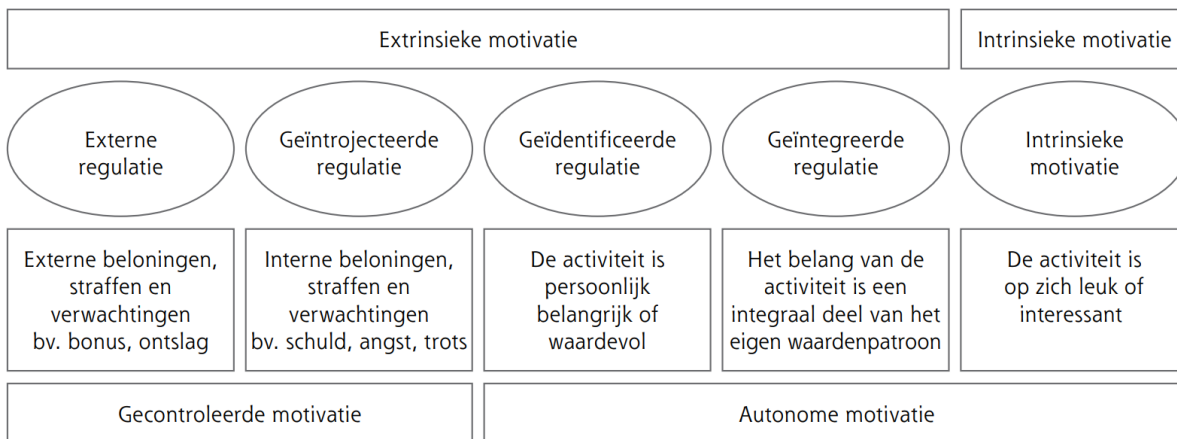 Extrinsieke motivatie
Intrinsieke motivatie
Externe
regulatie
Geïntrojecteerde
regulatie
Geïdentificeerde
regulatie
Geïntegreerde
regulatie
Intrinsieke
motivatie
Externe beloningen,
straffen en
verwachtingen
bv. bonus, ontslag
Interne beloningen,
straffen en
verwachtingen
bv. schuld, angst, trots
De activiteit is
persoonlijk
belangrijk of
waardevol
Het belang van de
activiteit is een
integraal deel van het
eigen waardenpatroon
De activiteit is
op zich leuk of
interessant
Gecontroleerde motivatie
Autonome motivatie